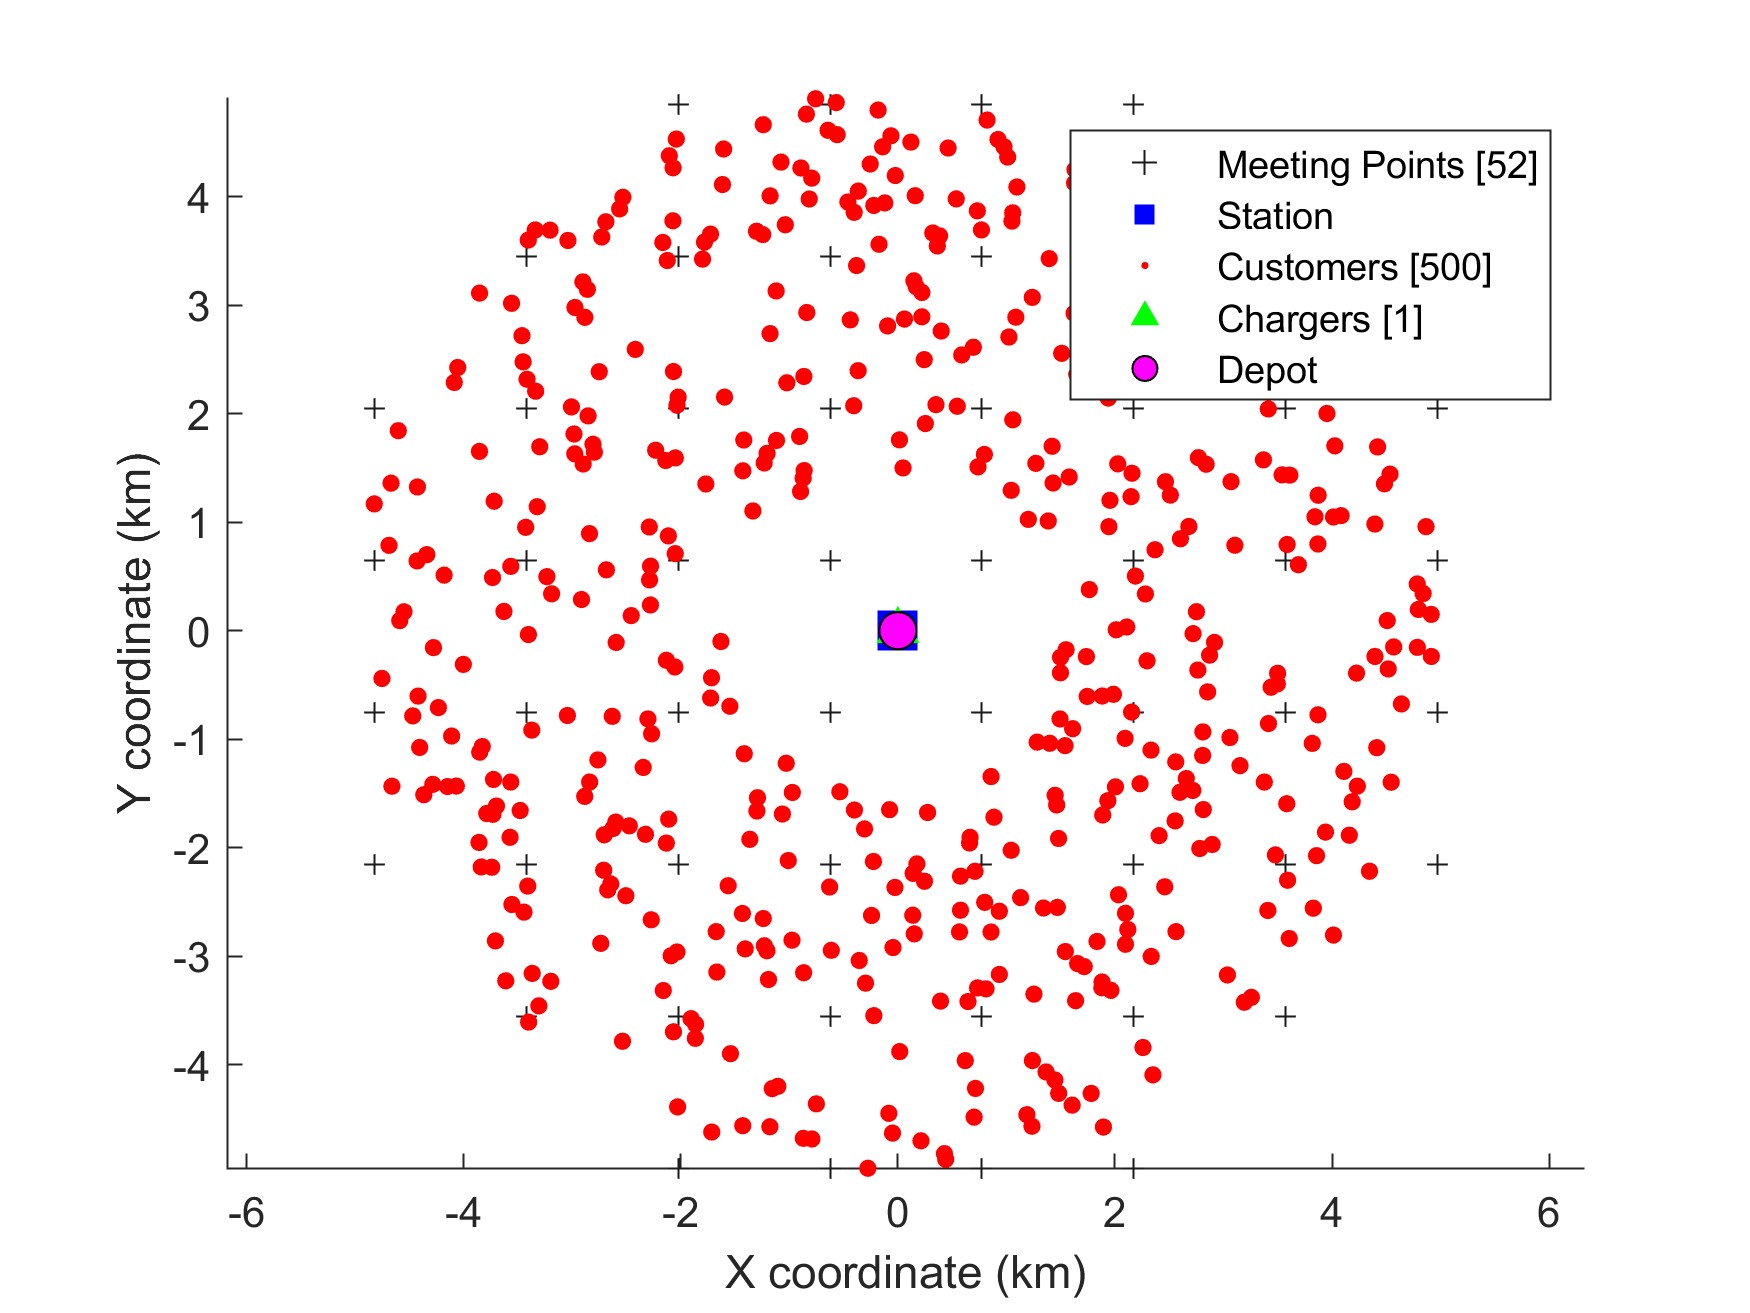 Meeting Points [52]
Station
Customers [500]
Chargers [1]
Depot
4
3
2
1
0
-1
-2
-3
-4
Y coordinate (km)
-6 -4 -2 0 2 4 6
X coordinate (km)